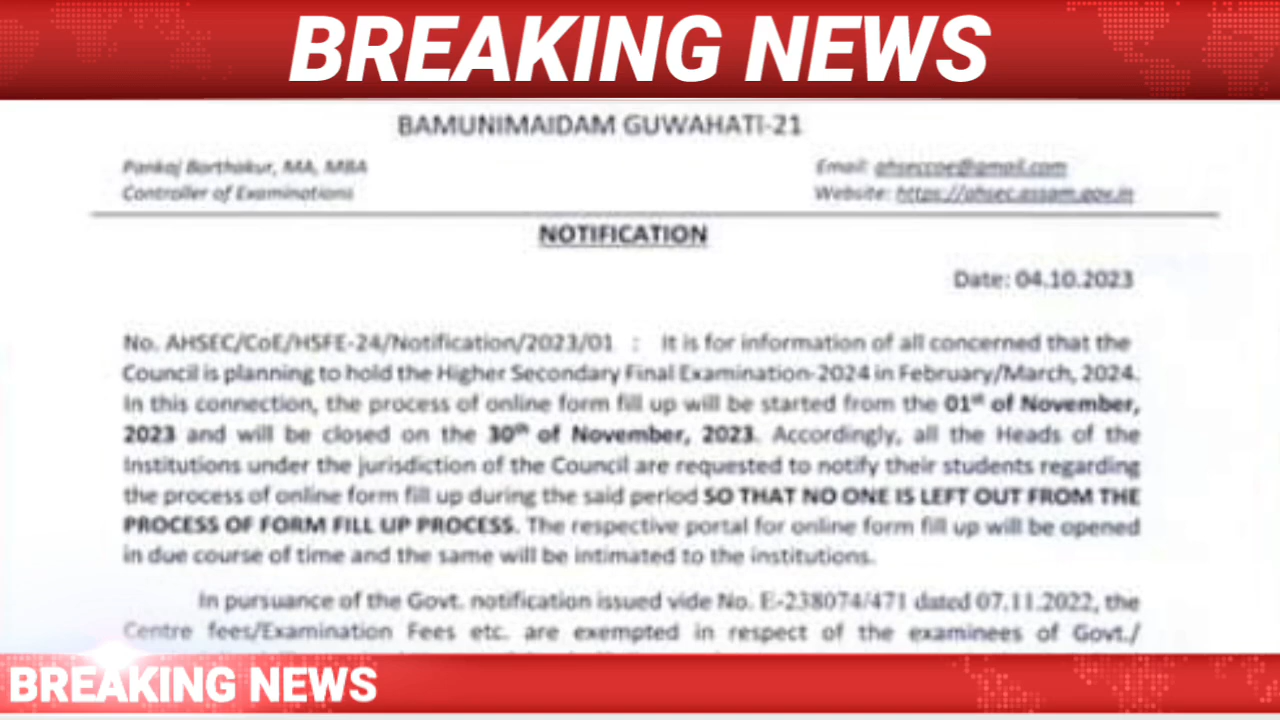 BREAKING NEWS
BAMUNIMAIDAM GUWAHATI-21
Pankaj Borthakur, MA, MBA
Email: ahseccoe@gmail.com
Controller of Examinations
Website: https://ahsec.assam.gov.in
NOTIFICATION
Date: 04.10.2023
No. AHSEC/CoE/HSFE-24/Notification/2023/01 : It is for information of all concerned that the
Council is planning to hold the Higher Secondary Final Examination-2024 in February/March, 2024.
In this connection, the process of online form fill up will be started from the 01st of November,
2023 and will be closed on the 30th of November, 2023. Accordingly, all the Heads of the
Institutions under the jurisdiction of the Council are requested to notify their students regarding
the process of online form fill up during the said period SO THAT NO ONE IS LEFT OUT FROM THE
PROCESS OF FORM FILL UP PROCESS. The respective portal for online form fill up will be opened
in due course of time and the same will be intimated to the institutions.
In pursuance of the Govt. notification issued vide No. E-238074/471 dated 07.11.2022, the
Centre fees/Examination Fees etc. are exempted in respect of the examinees of Govt./
BREAKING NEWS